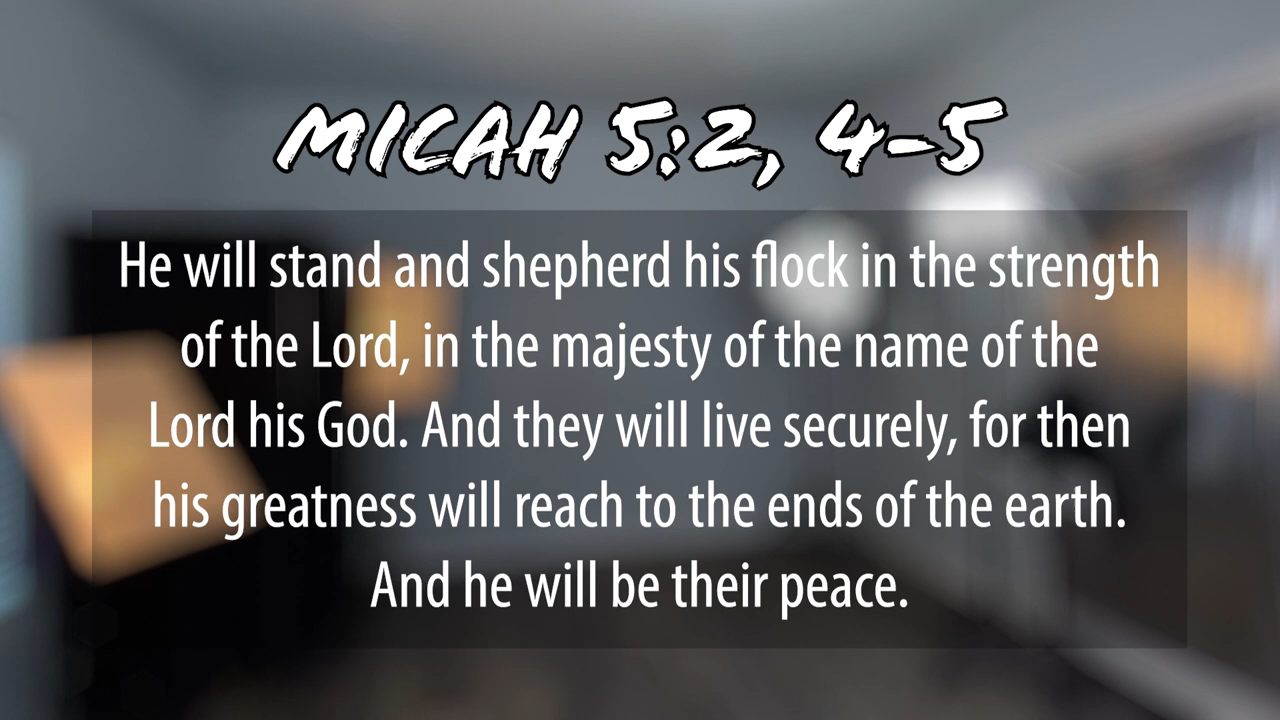 MICAH 5:2, 4-5
He will stand and shepherd his flock in the strength
of the Lord, in the majesty of the name of the
Lord his God. And they will live securely, for then
his greatness will reach to the ends of the earth.
And he will be their peace.